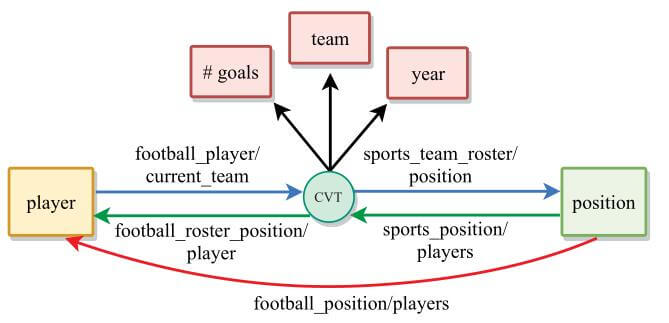 team
# goals
year
football_player/
current_team
sports_team_roster/
position
player
CVT
position
football_roster_position/
player
sports_position/
players
football_position/players